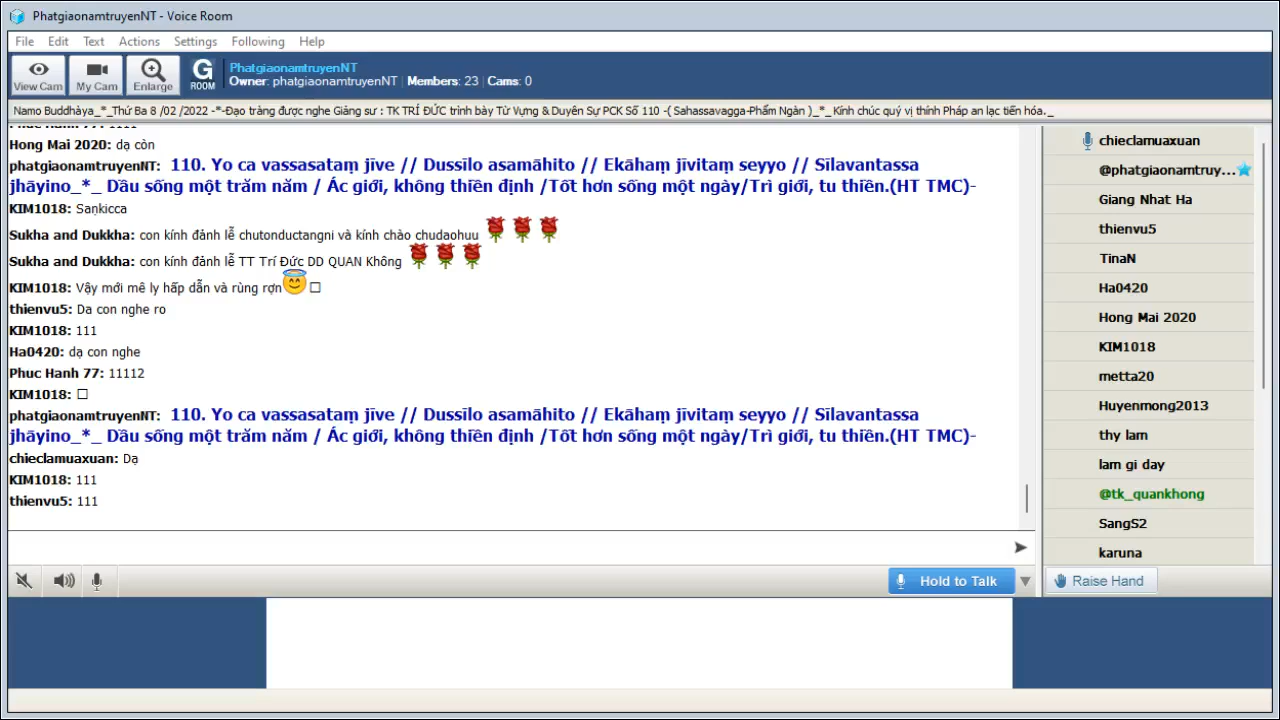 PhatgiaonamtruyenNT - Voice Room
File Edit Text Actions Settings Following Help
View Cam My Cam Enlarge G ROOM
PhatgiaonamtruyenNT
Owner: phatgiaonamtruyenNT Members: 23 Cams: 0
Namo Buddhàya_*_Thứ Ba 8 /02 /2022 -*-Đạo tràng được nghe Giảng sư : TK TRÍ ĐỨC trình bày Từ Vựng & Duyên Sự PCK Số 110 -( Sahassavagga-Phẩm Ngàn )_*_ Kính chúc quý vị thính Pháp an lạc tiến hóa._
Phuc Hanh 77: 1111
Hong Mai 2020: dạ còn
phatgiaonamtruyenNT: 110. Yo ca vassasataṃ jīve // Dussīlo asamāhito // Ekāhaṃ jīvitaṃ seyyo // Sīlavantassa
jhāyino_*_ Dầu sống một trăm năm / Ác giới, không thiền định /Tốt hơn sống một ngày/Trì giới, tu thiền.(HT TMC)-
KIM1018: Saṇkicca
Sukha and Dukkha: con kính đảnh lễ chutonductangni và kính chào chudaohuu
Sukha and Dukkha: con kính đảnh lễ TT Trí Đức DD QUAN Không
KIM1018: Vậy mới mê ly hấp dẫn và rùng rợn
thienvu5: Da con nghe ro
KIM1018: 111
Ha0420: dạ con nghe
Phuc Hanh 77: 11112
KIM1018:
phatgiaonamtruyenNT: 110. Yo ca vassasataṃ jīve // Dussīlo asamāhito // Ekāhaṃ jīvitaṃ seyyo // Sīlavantassa
jhāyino_*_ Dầu sống một trăm năm / Ác giới, không thiền định /Tốt hơn sống một ngày/Trì giới, tu thiền.(HT TMC)-
chieclamuaxuan: Dạ
KIM1018: 111
thienvu5: 111
chieclamuaxuan
@phatgiaonamtruy...
Giang Nhat Ha
thienvu5
TinaN
Ha0420
Hong Mai 2020
KIM1018
metta20
Huyenmong2013
thy lam
lam gi day
@tk_quankhong
SangS2
karuna
Hold to Talk
Raise Hand